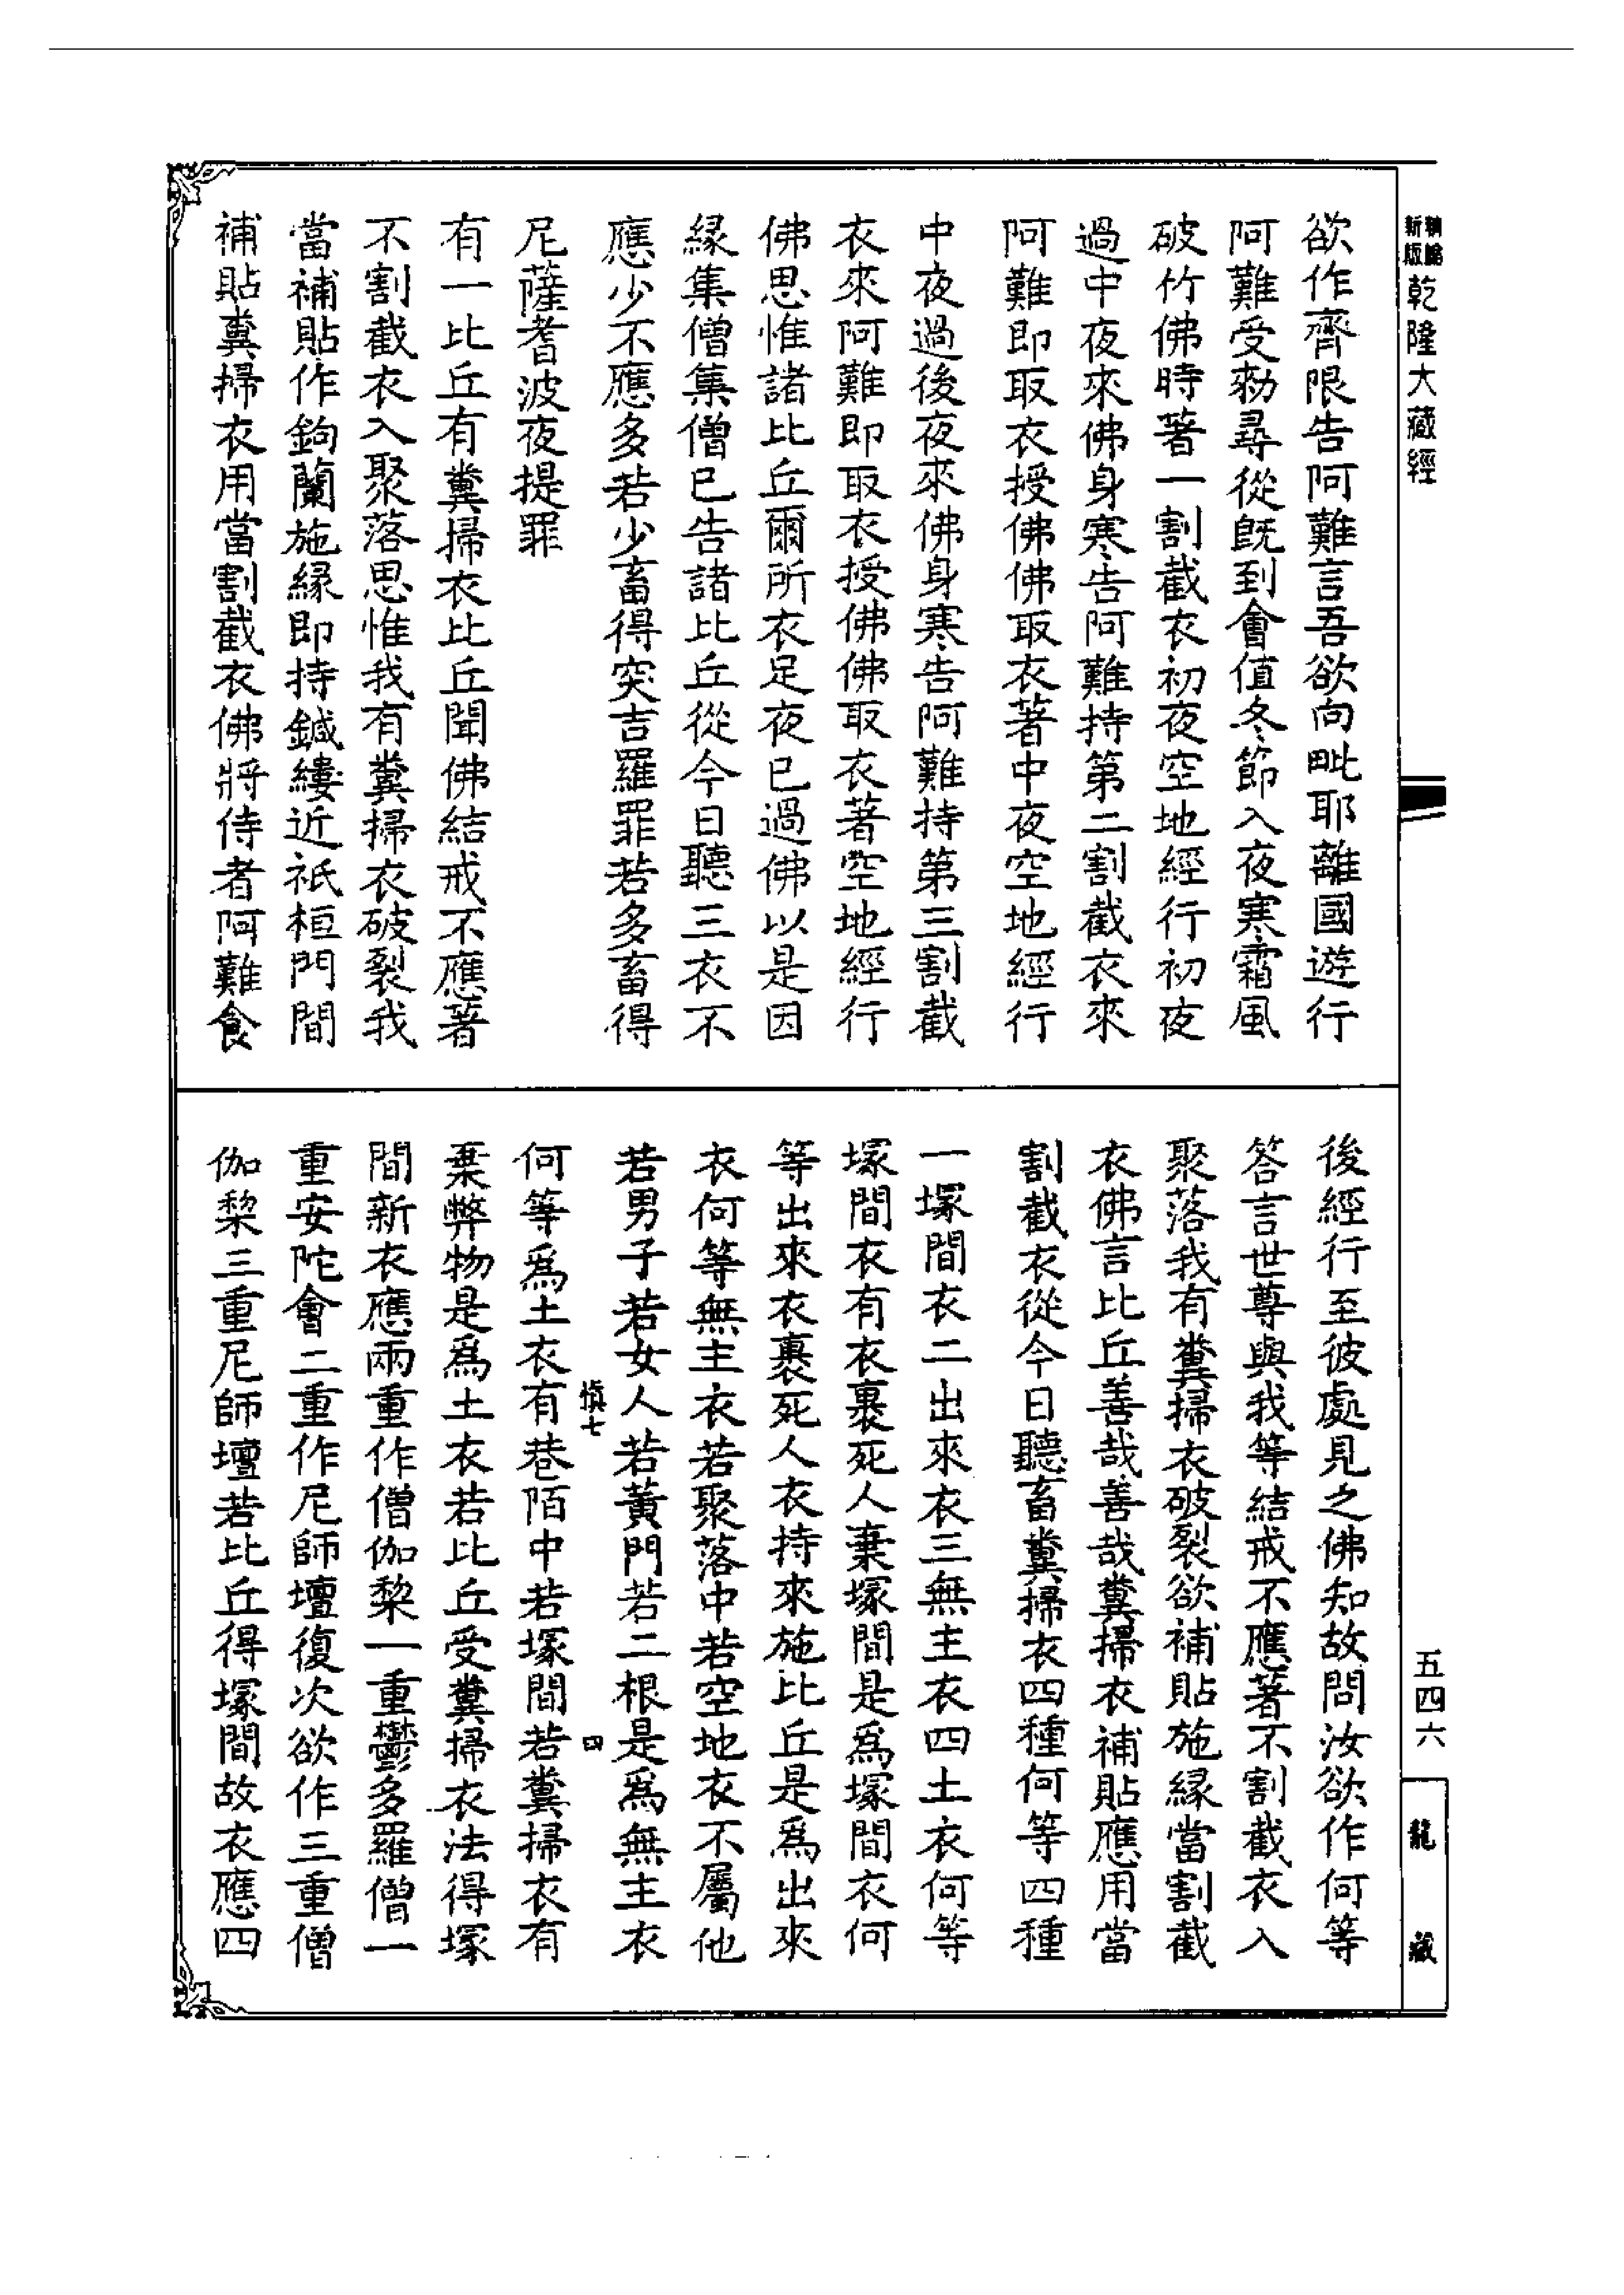 新編
新版
乾隆大藏經
五四六
龍藏
欲作齊限告阿難言吾欲向毗耶離國遊行
阿難受勑尋從旣到會值冬節入夜寒霜風
破竹佛時著一割截衣初夜空地經行初夜
過中夜來佛身寒告阿難持第二割截衣來
阿難即取衣授佛佛取衣著中夜空地經行
中夜過後夜來佛身寒告阿難持第三割截
衣來阿難即取衣授佛佛取衣著空地經行
佛思惟諸比丘爾所衣足夜已過佛以是因
緣集僧集僧已告諸比丘從今日聽三衣不
應少不應多若少畜得突吉羅罪若多畜得
尼薩耆波夜提罪
有一比丘有糞掃衣比丘聞佛結戒不應著
不割截衣入聚落思惟我有糞掃衣破裂我
當補貼作鉤蘭施緣即持鍼縷近祇桓門間
補貼糞掃衣用當割截衣佛將侍者阿難食
後經行至彼處見之佛知故問汝欲作何等
答言世尊與我等結戒不應著不割截衣入
聚落我有糞掃衣破裂欲補貼施緣當割截
衣佛言比丘善哉善哉糞掃衣補貼應用當
割截衣從今日聽畜糞掃衣四種何等四種
一塚間衣二出來衣三無主衣四土衣何等
塚間衣有衣裹死人棄塚間是爲塚間衣何
等出來衣裹死人衣持來施比丘是爲出來
衣何等無主衣若聚落中若空地衣不屬他
若男子若女人若黃門若二根是爲無主衣
慎七
四
何等爲土衣有巷陌中若塚間若糞掃衣有
棄弊物是爲土衣若比丘受糞掃衣法得塚
間新衣應兩重作僧伽梨一重鬱多羅僧一
重安陀會二重作尼師壇復次欲作三重僧
伽梨三重尼師壇若比丘得塚間故衣應四